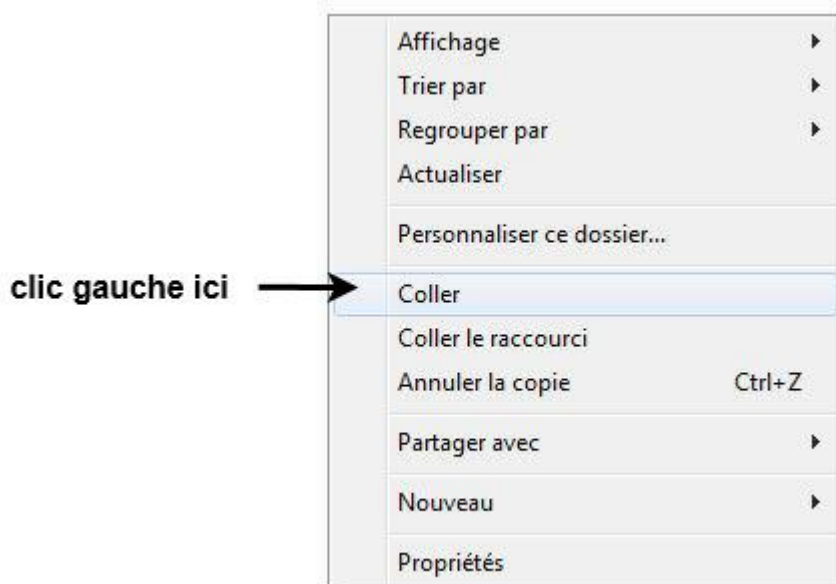 Affichage
Trier par
Regrouper par
Actualiser
Personnaliser ce dossier...
clic gauche ici
Coller
Coller le raccourci
Annuler la copie Ctrl+Z
Partager avec
Nouveau
Propriétés